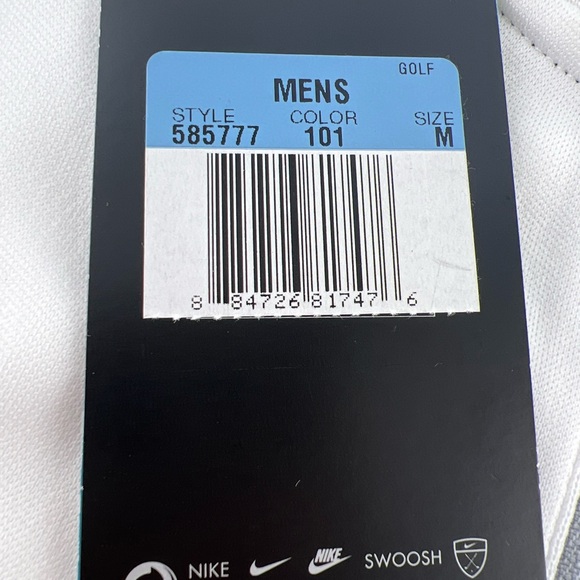 GOLF
MENS
STYLE COLOR SIZE
585777 101 M
8 84726 81747 6
NIKE NIKE SWOOSH